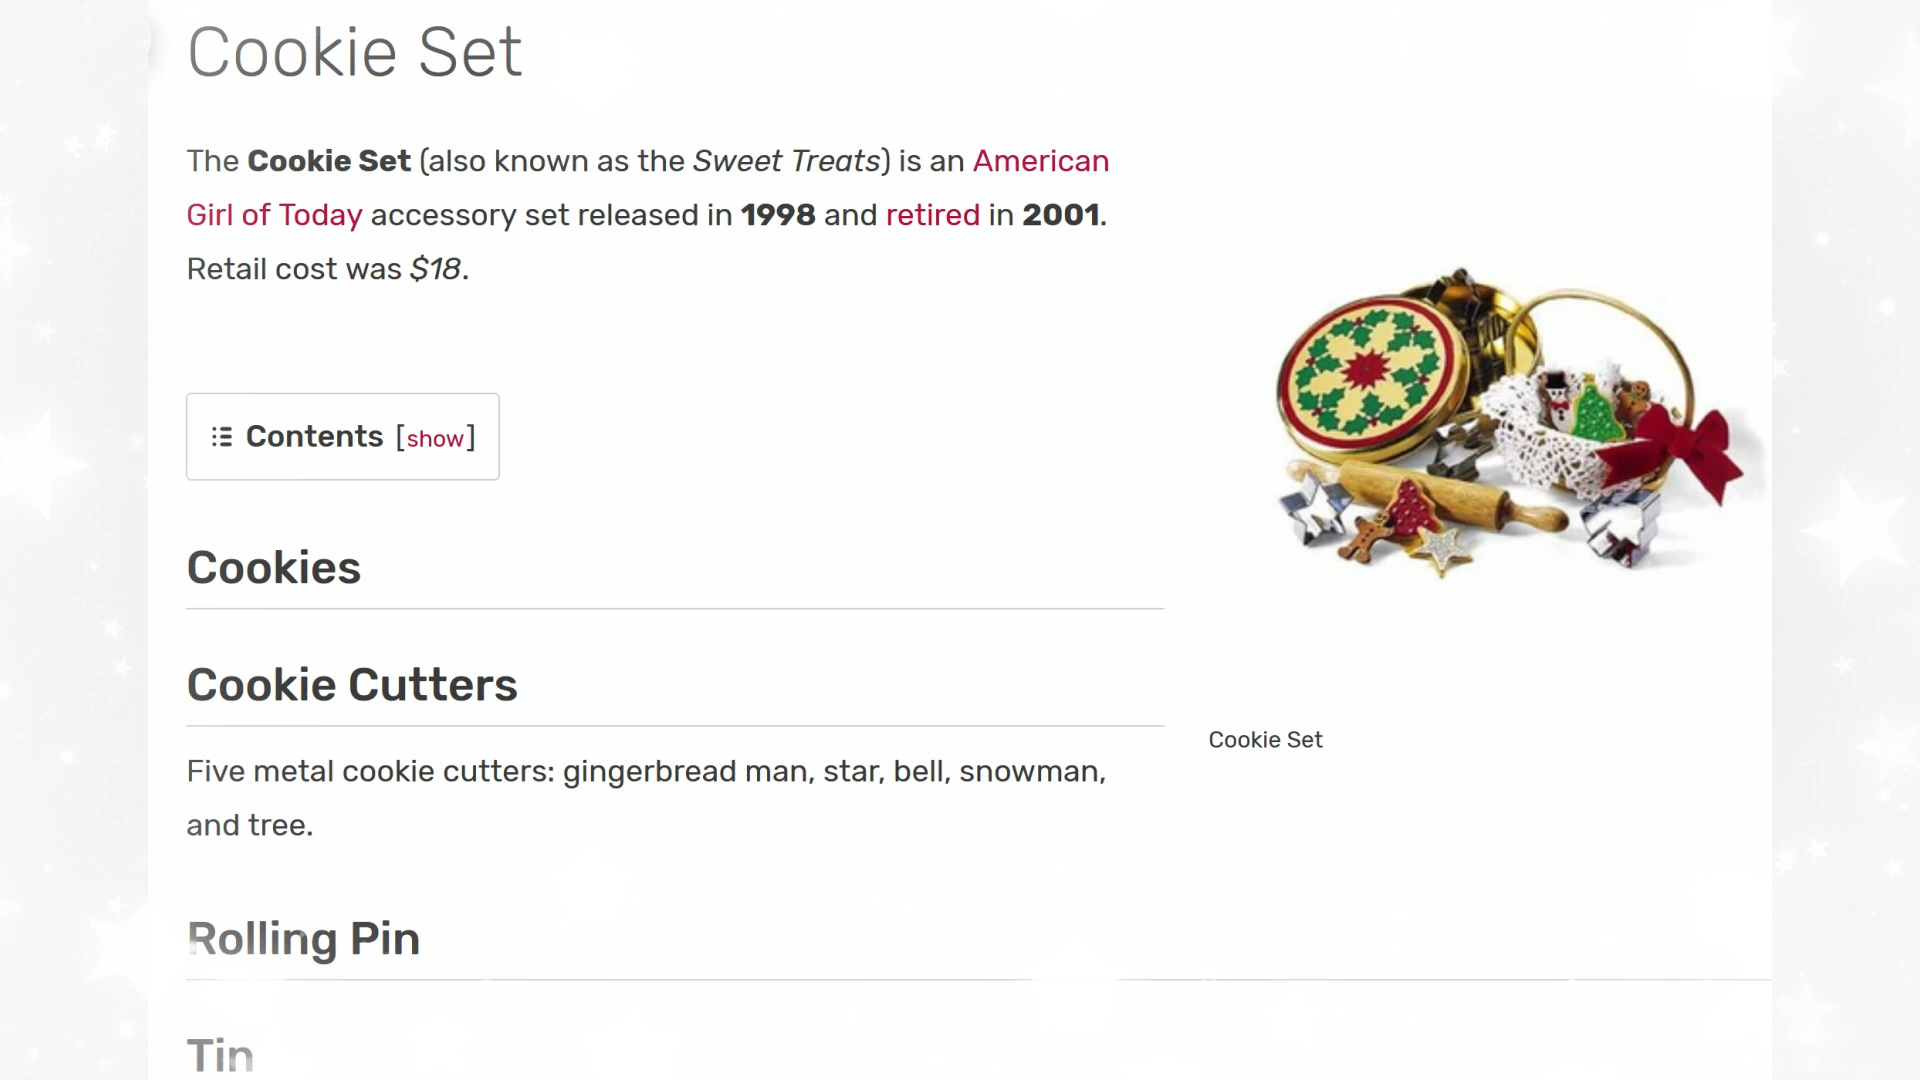 Cookie Set
The Cookie Set (also known as the Sweet Treats) is an American
Girl of Today accessory set released in 1998 and retired in 2001.
Retail cost was $18.
Contents [show]
Cookies
Cookie Cutters
Cookie Set
Five metal cookie cutters: gingerbread man, star, bell, snowman,
and tree.
Rolling Pin
Tin